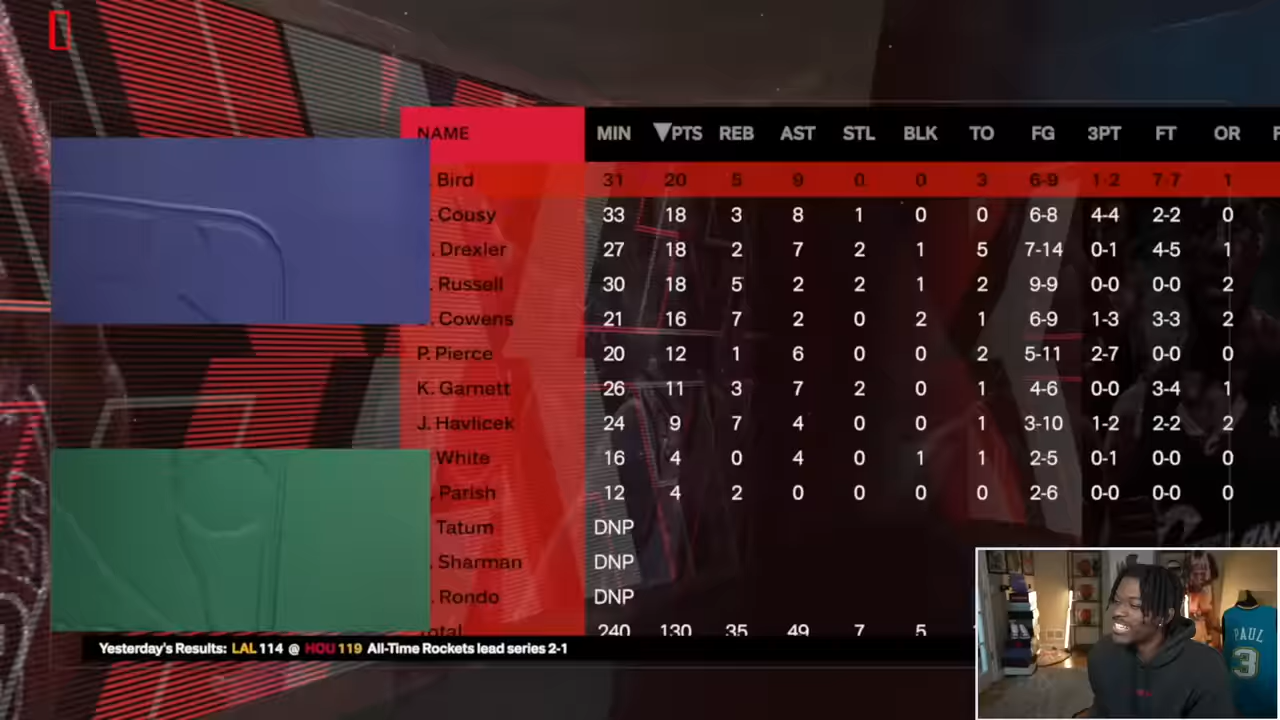 NAME MIN ▼PTS REB AST STL BLK TO FG 3PT FT OR
. Bird 31 20 5 9 0 0 3 6-9 1-2 7-7 1
. Cousy 33 18 3 8 1 0 0 6-8 4-4 2-2 0
. Drexler 27 18 2 7 2 1 5 7-14 0-1 4-5 1
. Russell 30 18 5 2 2 1 2 9-9 0-0 0-0 2
. Cowens 21 16 7 2 0 2 1 6-9 1-3 3-3 2
P. Pierce 20 12 1 6 0 0 2 5-11 2-7 0-0 0
K. Garnett 26 11 3 7 2 0 1 4-6 0-0 3-4 1
J. Havlicek 24 9 7 4 0 0 1 3-10 1-2 2-2 2
White 16 4 0 4 0 1 1 2-5 0-1 0-0 0
. Parish 12 4 2 0 0 0 0 2-6 0-0 0-0 0
Tatum DNP
. Sharman DNP
. Rondo DNP
Total 240 130 35 49 7 5
Yesterday's Results: LAL 114 @ HOU 119 All-Time Rockets lead series 2-1
PAUL
3